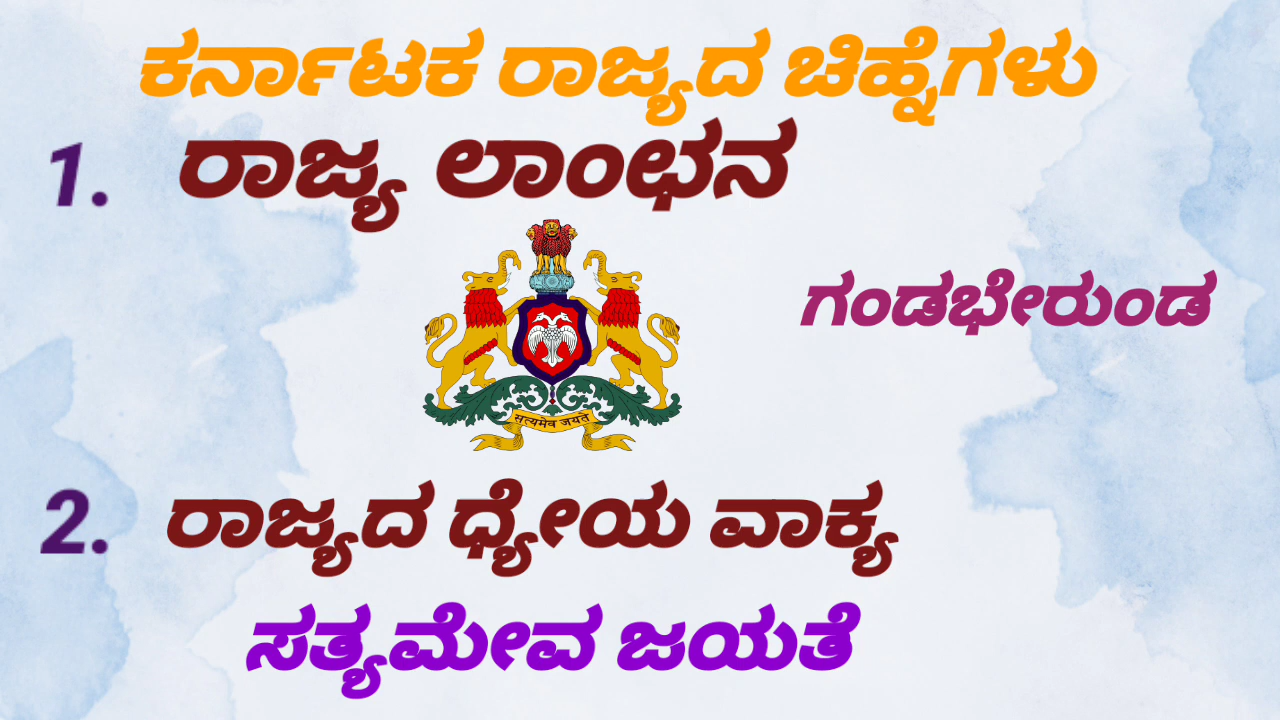 ಕರ್ನಾಟಕ ರಾಜ್ಯದ ಚಿಹ್ನೆಗಳು
1. ರಾಜ್ಯ ಲಾಂಛನ
ಗಂಡಭೇರುಂಡ
सत्यमेव जयते
2. ರಾಜ್ಯದ ಧ್ಯೇಯ ವಾಕ್ಯ
ಸತ್ಯಮೇವ ಜಯತೆ